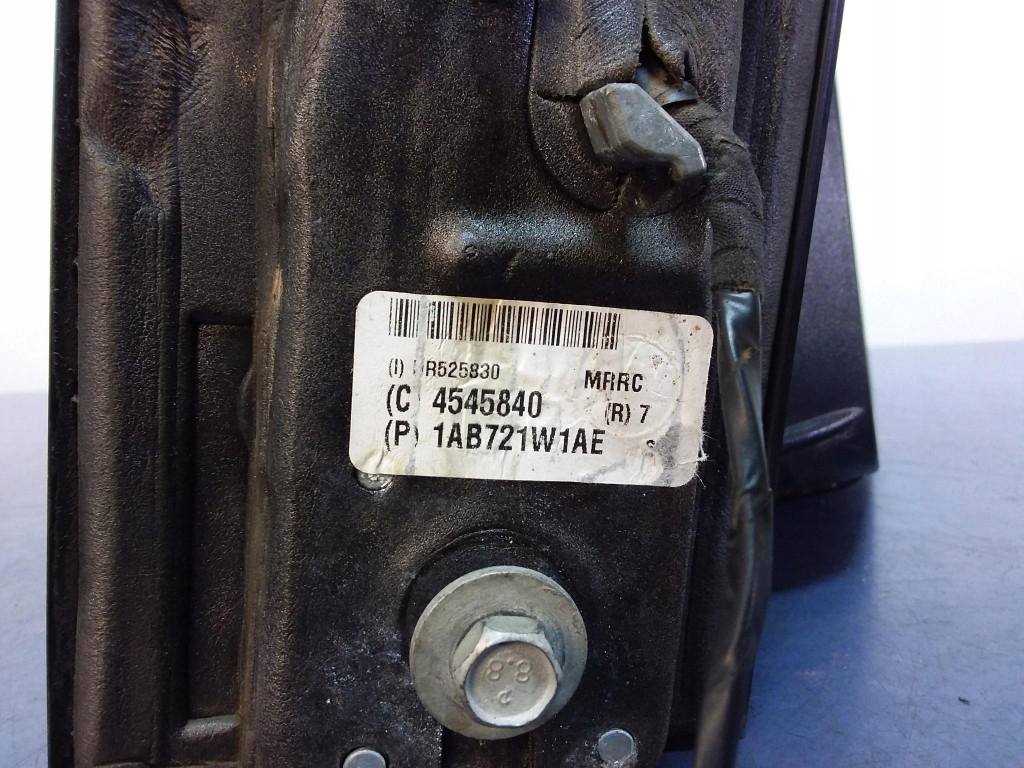 (I) R525830
MRRC
(C) 4545840
(R) 7
(P) 1AB721W1AE
8.8